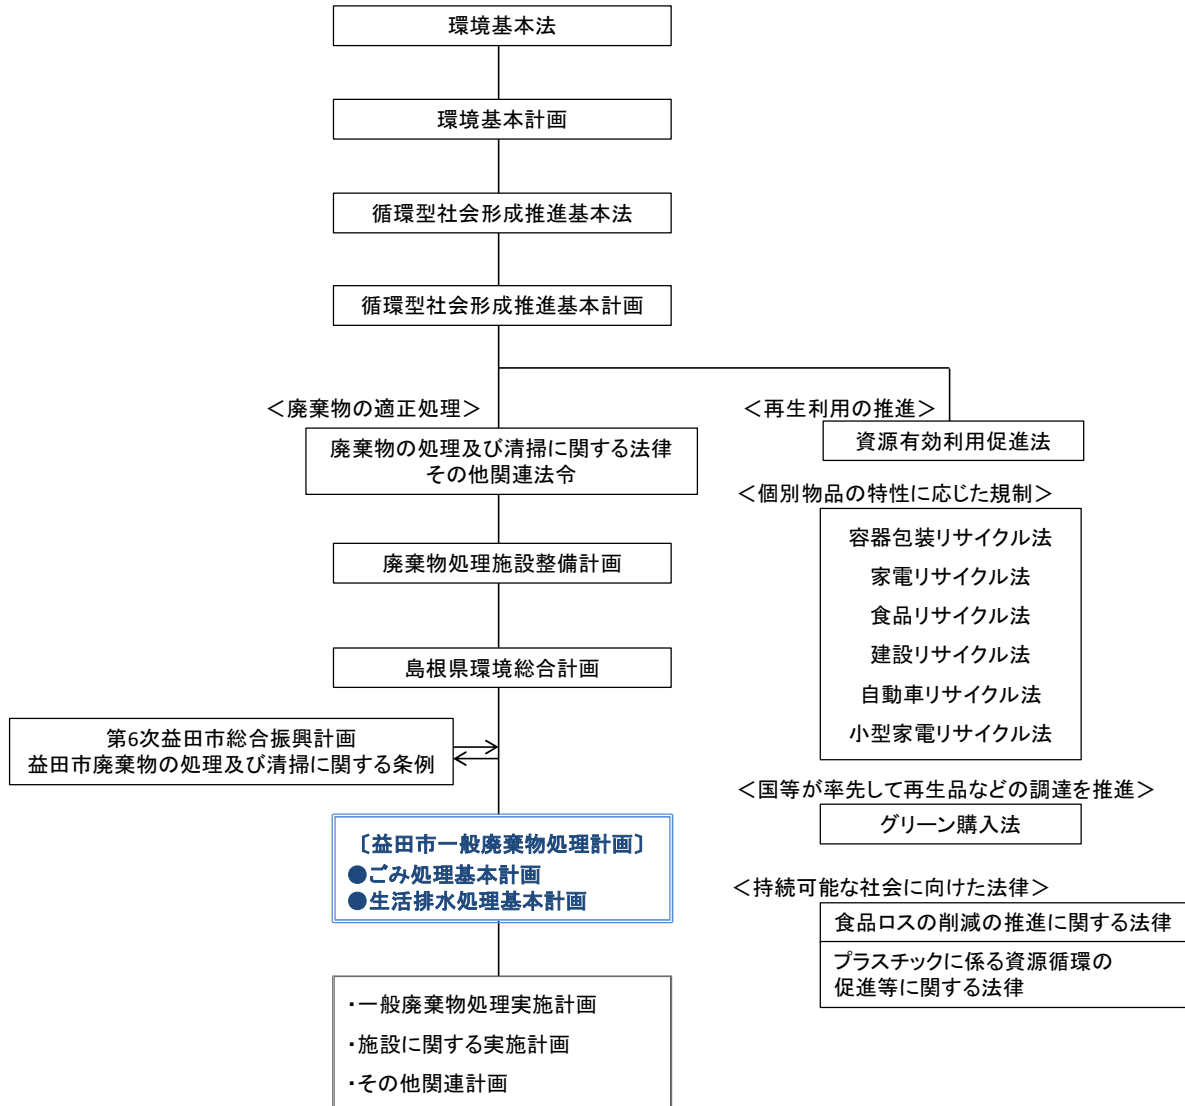 環境基本法
環境基本計画
循環型社会形成推進基本法
循環型社会形成推進基本計画
＜廃棄物の適正処理＞
廃棄物の処理及び清掃に関する法律
その他関連法令
廃棄物処理施設整備計画
島根県環境総合計画
第6次益田市総合振興計画
益田市廃棄物の処理及び清掃に関する条例
〔益田市一般廃棄物処理計画〕
●ごみ処理基本計画
●生活排水処理基本計画
・一般廃棄物処理実施計画
・施設に関する実施計画
・その他関連計画
＜再生利用の推進＞
資源有効利用促進法
＜個別物品の特性に応じた規制＞
容器包装リサイクル法
家電リサイクル法
食品リサイクル法
建設リサイクル法
自動車リサイクル法
小型家電リサイクル法
＜国等が率先して再生品などの調達を推進＞
グリーン購入法
＜持続可能な社会に向けた法律＞
食品ロスの削減の推進に関する法律
プラスチックに係る資源循環の
促進等に関する法律